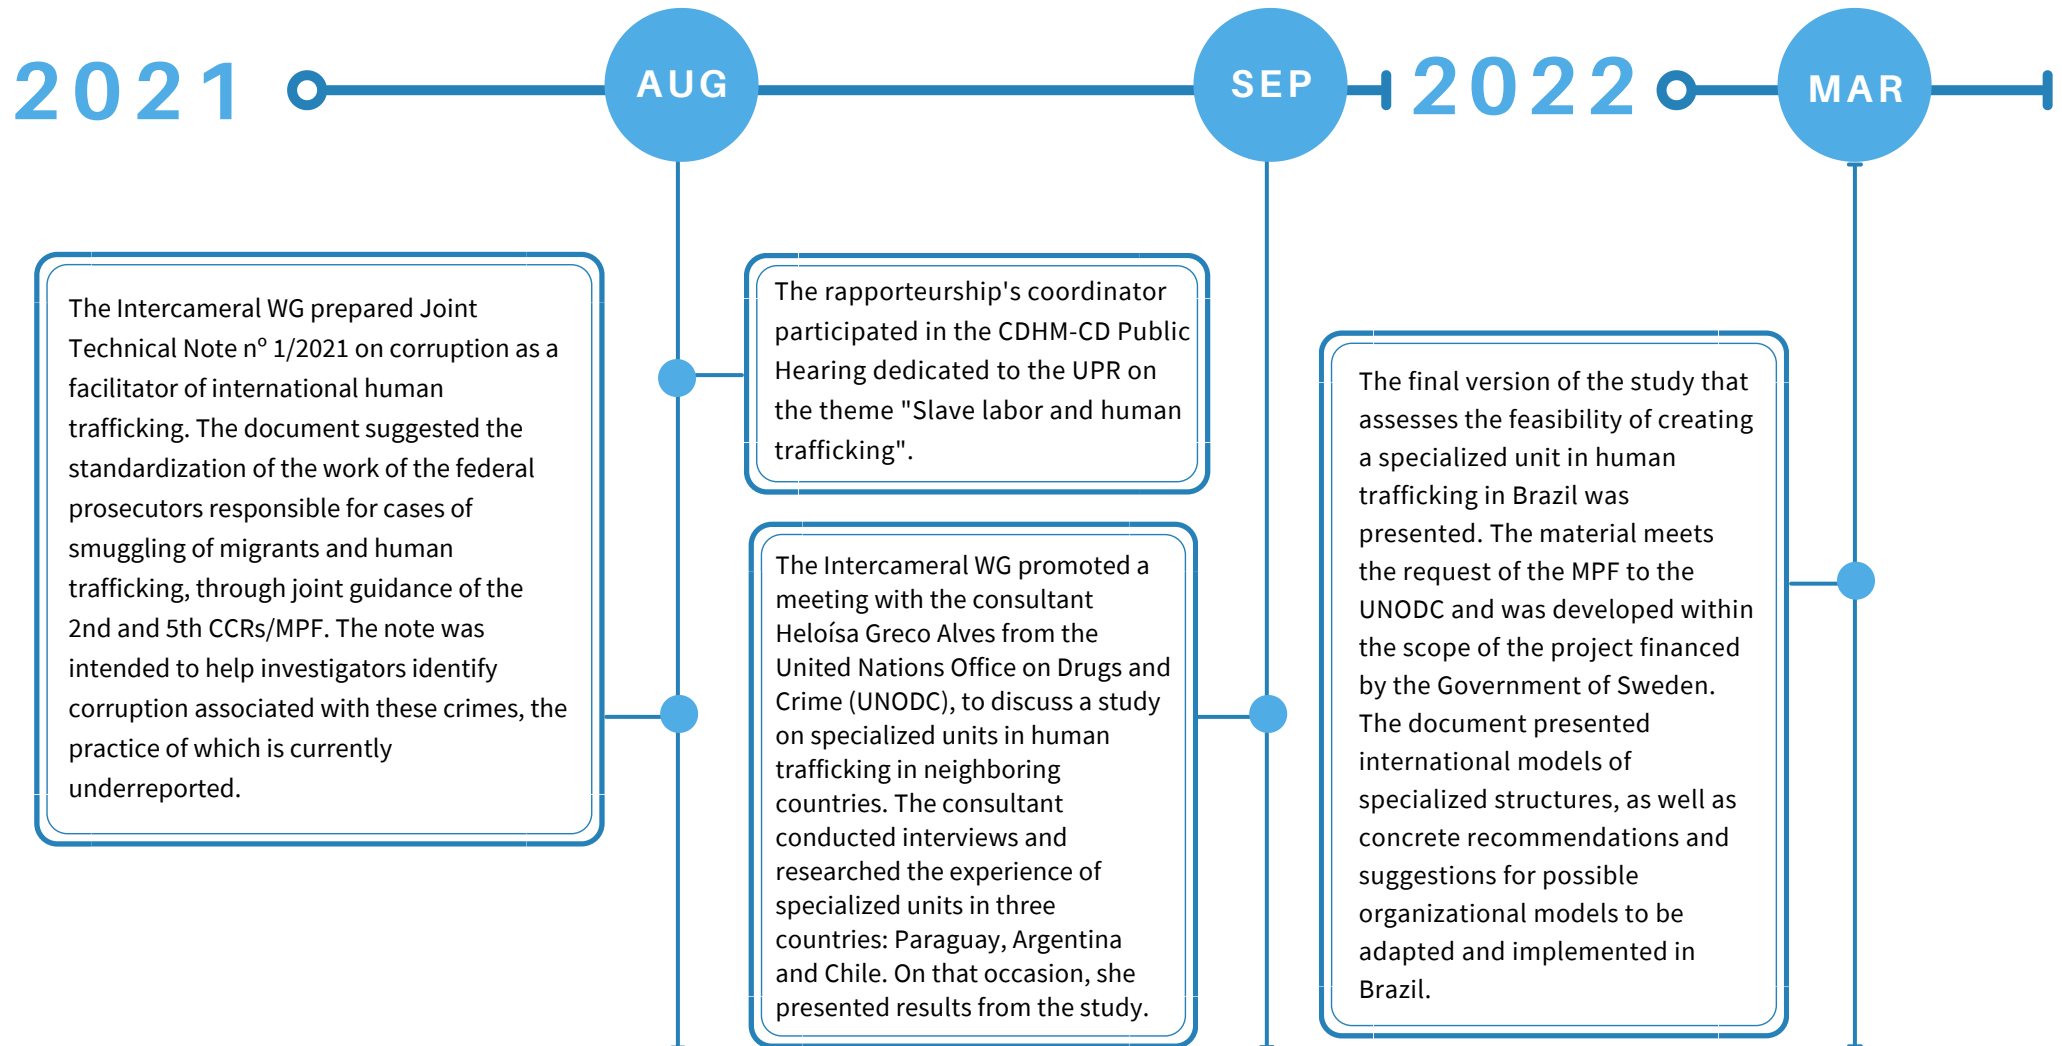 2021
AUG
SEP
2022
MAR
The Intercameral WG prepared Joint
Technical Note nº 1/2021 on corruption as a
facilitator of international human
trafficking. The document suggested the
standardization of the work of the federal
prosecutors responsible for cases of
smuggling of migrants and human
trafficking, through joint guidance of the
2nd and 5th CCRs/MPF. The note was
intended to help investigators identify
corruption associated with these crimes, the
practice of which is currently
underreported.
The rapporteurship's coordinator
participated in the CDHM-CD Public
Hearing dedicated to the UPR on
the theme "Slave labor and human
trafficking".
The Intercameral WG promoted a
meeting with the consultant
Heloísa Greco Alves from the
United Nations Office on Drugs and
Crime (UNODC), to discuss a study
on specialized units in human
trafficking in neighboring
countries. The consultant
conducted interviews and
researched the experience of
specialized units in three
countries: Paraguay, Argentina
and Chile. On that occasion, she
presented results from the study.
The final version of the study that
assesses the feasibility of creating
a specialized unit in human
trafficking in Brazil was
presented. The material meets
the request of the MPF to the
UNODC and was developed within
the scope of the project financed
by the Government of Sweden.
The document presented
international models of
specialized structures, as well as
concrete recommendations and
suggestions for possible
organizational models to be
adapted and implemented in
Brazil.